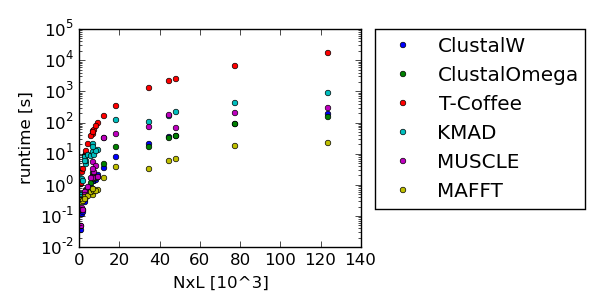 10^5
10^4
10^3
10^2
10^1
10^0
10^-1
10^-2
runtime [s]
0 20 40 60 80 100 120 140
NxL [10^3]
ClustalW
ClustalOmega
T-Coffee
KMAD
MUSCLE
MAFFT